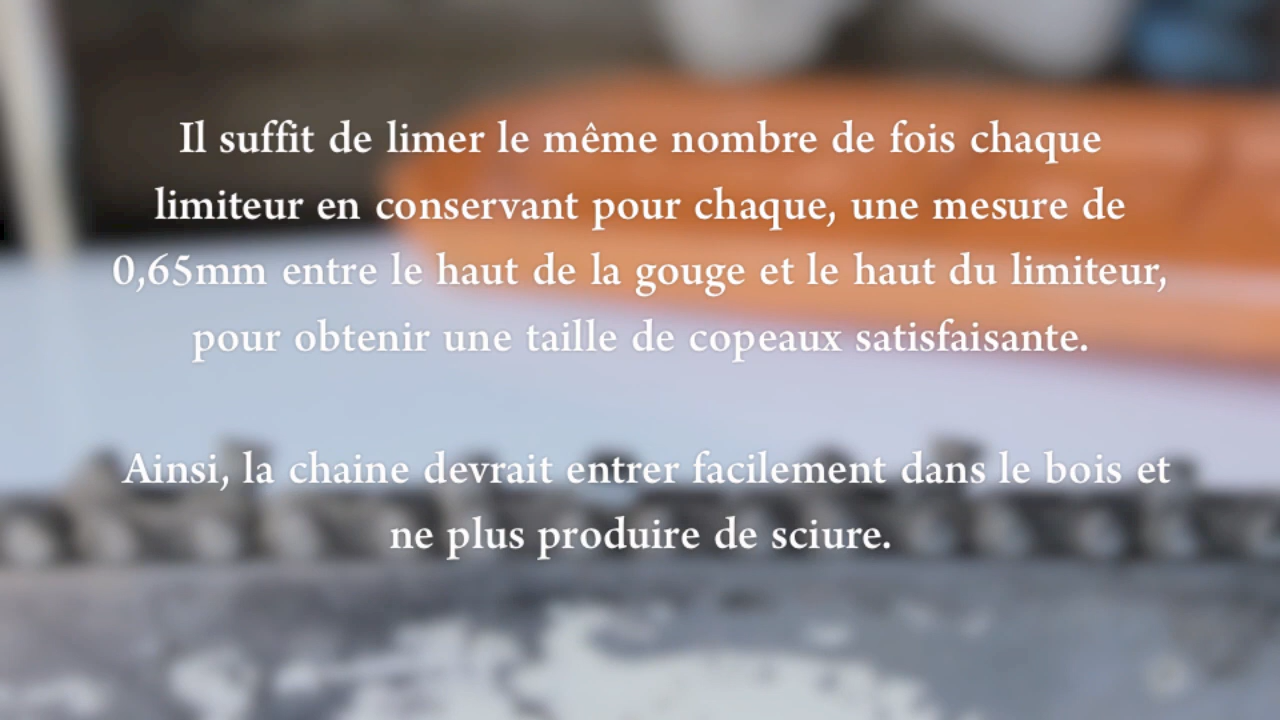 Il suffit de limer le même nombre de fois chaque
limiteur en conservant pour chaque, une mesure de
0,65mm entre le haut de la gouge et le haut du limiteur,
pour obtenir une taille de copeaux satisfaisante.
Ainsi, la chaine devrait entrer facilement dans le bois et
ne plus produire de sciure.